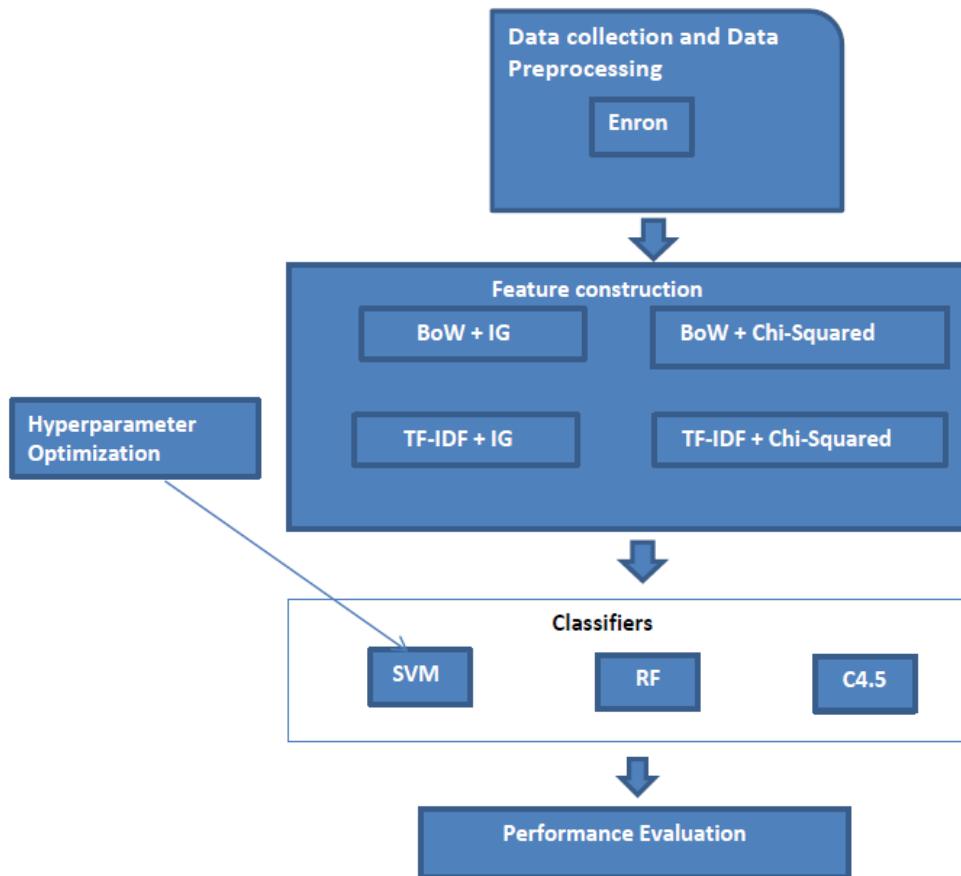 Data collection and Data
Preprocessing
Enron
Feature construction
BoW + IG
BoW + Chi-Squared
TF-IDF + IG
TF-IDF + Chi-Squared
Hyperparameter
Optimization
Classifiers
SVM
RF
C4.5
Performance Evaluation